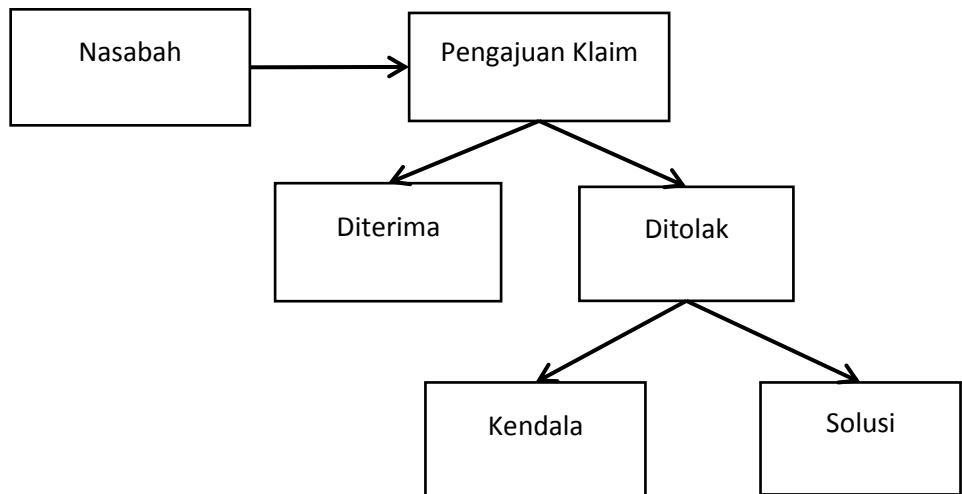 Nasabah
Pengajuan Klaim
Diterima
Ditolak
Kendala
Solusi